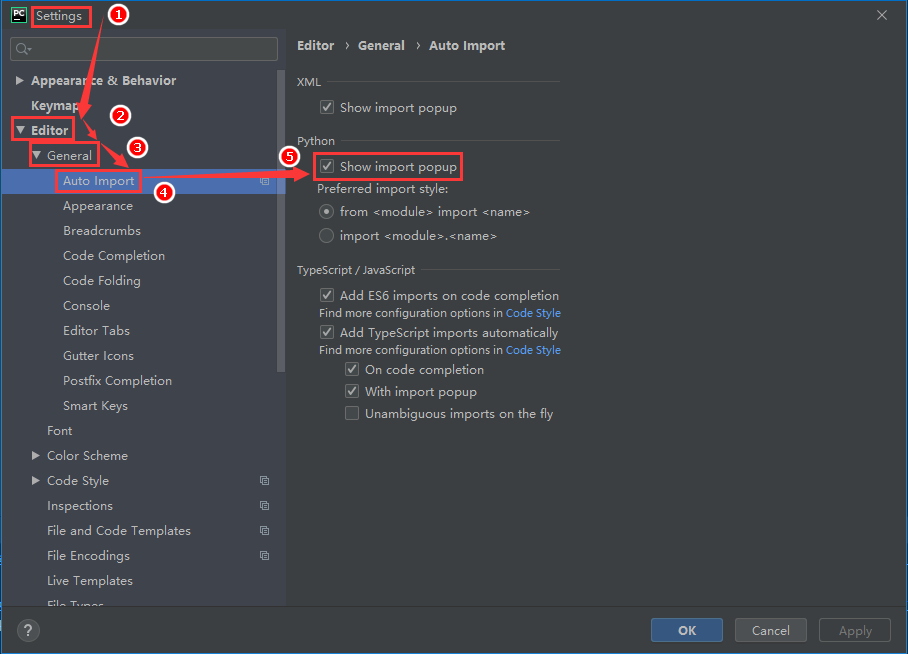 PC Settings 1
Appearance & Behavior
Keymap
2
Editor
3
General
Auto Import
4
Appearance
Breadcrumbs
Code Completion
Code Folding
Console
Editor Tabs
Gutter Icons
Postfix Completion
Smart Keys
Font
Color Scheme
Code Style
Inspections
File and Code Templates
File Encodings
Live Templates
File Types
Editor › General › Auto Import
XML
Show import popup
Python
5
Show import popup
Preferred import style:
from <module> import <name>
import <module>.<name>
TypeScript / JavaScript
Add ES6 imports on code completion
Find more configuration options in Code Style
Add TypeScript imports automatically
Find more configuration options in Code Style
On code completion
With import popup
Unambiguous imports on the fly
? OK Cancel Apply